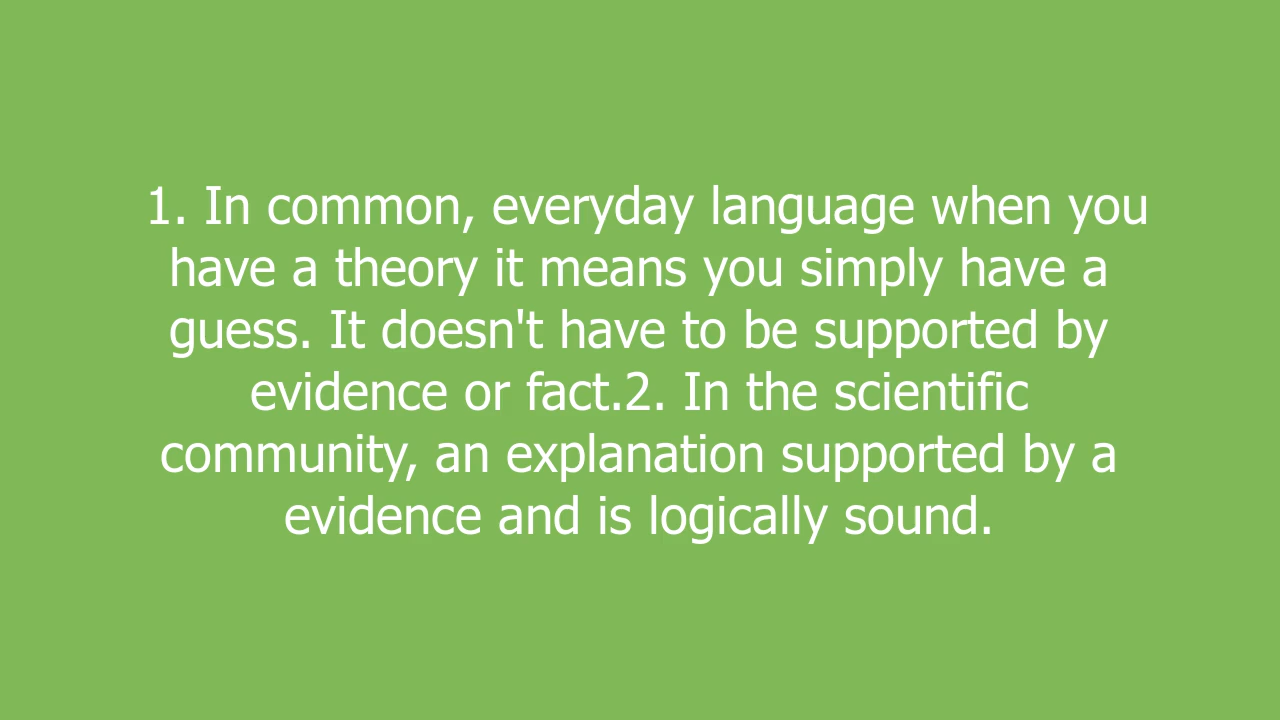 1. In common, everyday language when you
have a theory it means you simply have a
guess. It doesn't have to be supported by
evidence or fact.2. In the scientific
community, an explanation supported by a
evidence and is logically sound.